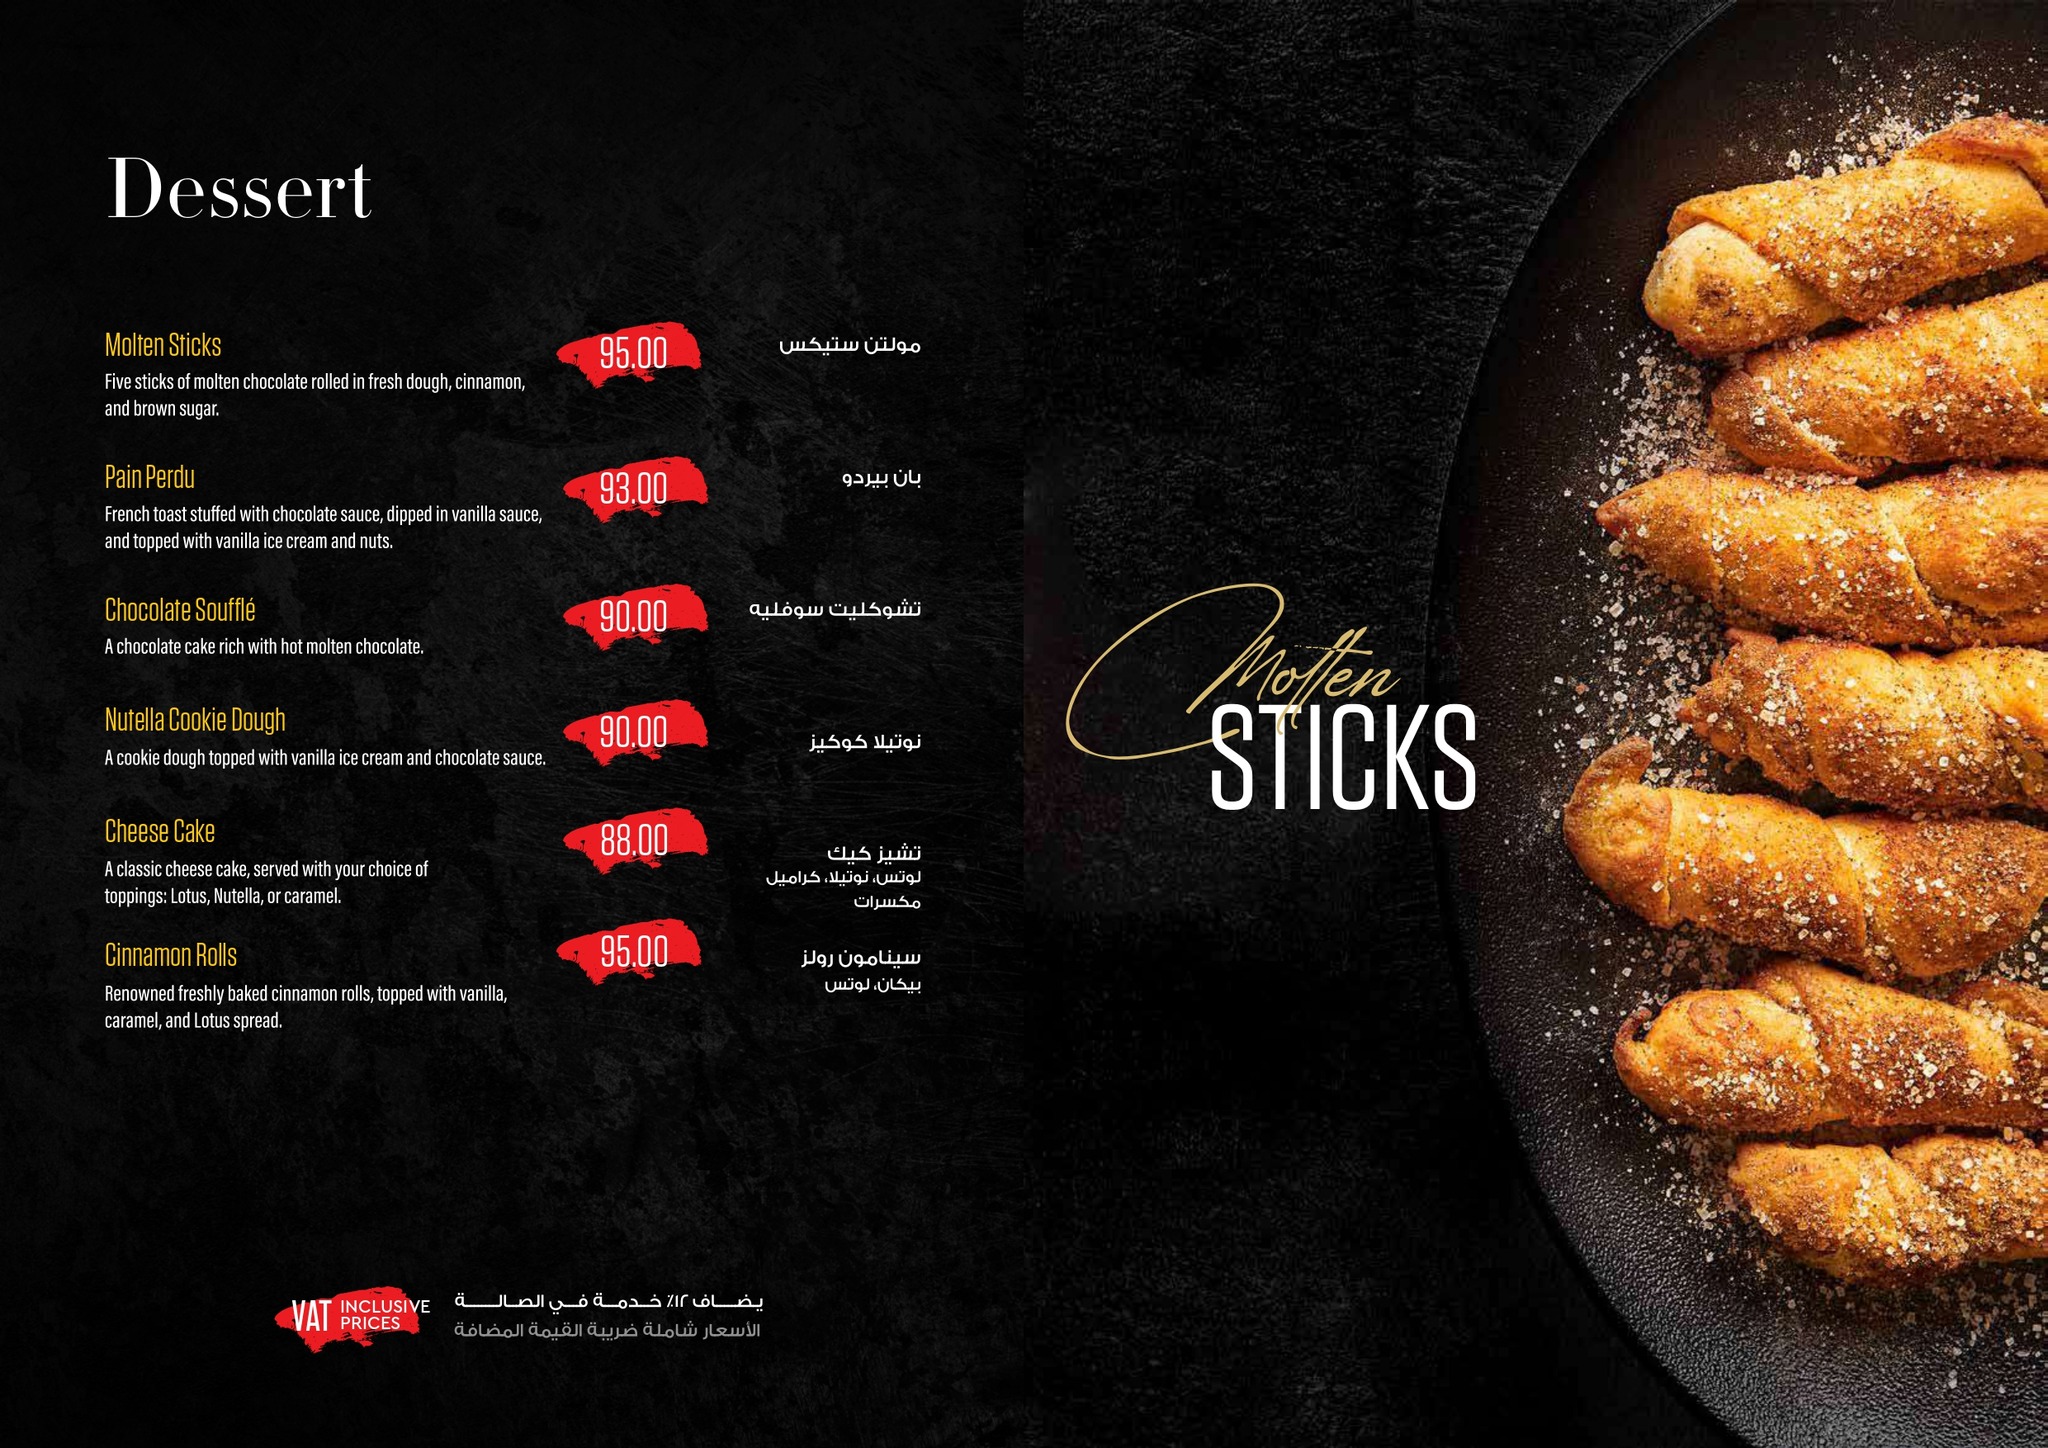 Dessert
Molten Sticks
95.00
مولتن ستيكس
Five sticks of molten chocolate rolled in fresh dough, cinnamon,
and brown sugar.
Pain Perdu
93.00
بان بيردو
French toast stuffed with chocolate sauce, dipped in vanilla sauce,
and topped with vanilla ice cream and nuts.
Chocolate Soufflé
90.00
تشوكليت سوفليه
A chocolate cake rich with hot molten chocolate.
Nutella Cookie Dough
90.00
نوتيلا كوكيز
A cookie dough topped with vanilla ice cream and chocolate sauce.
Cheese Cake
88.00
تشيز كيك
A classic cheese cake, served with your choice of
toppings: Lotus, Nutella, or caramel.
لوتس، نوتيلا، كراميل
مكسرات
Cinnamon Rolls
95.00
سينامون رولز
بيكان، لوتس
Renowned freshly baked cinnamon rolls, topped with vanilla,
caramel, and Lotus spread.
VAT INCLUSIVE
PRICES
يضاف ١٢٪ خدمة في الصالة
الأسعار شاملة ضريبة القيمة المضافة
Molten
STICKS